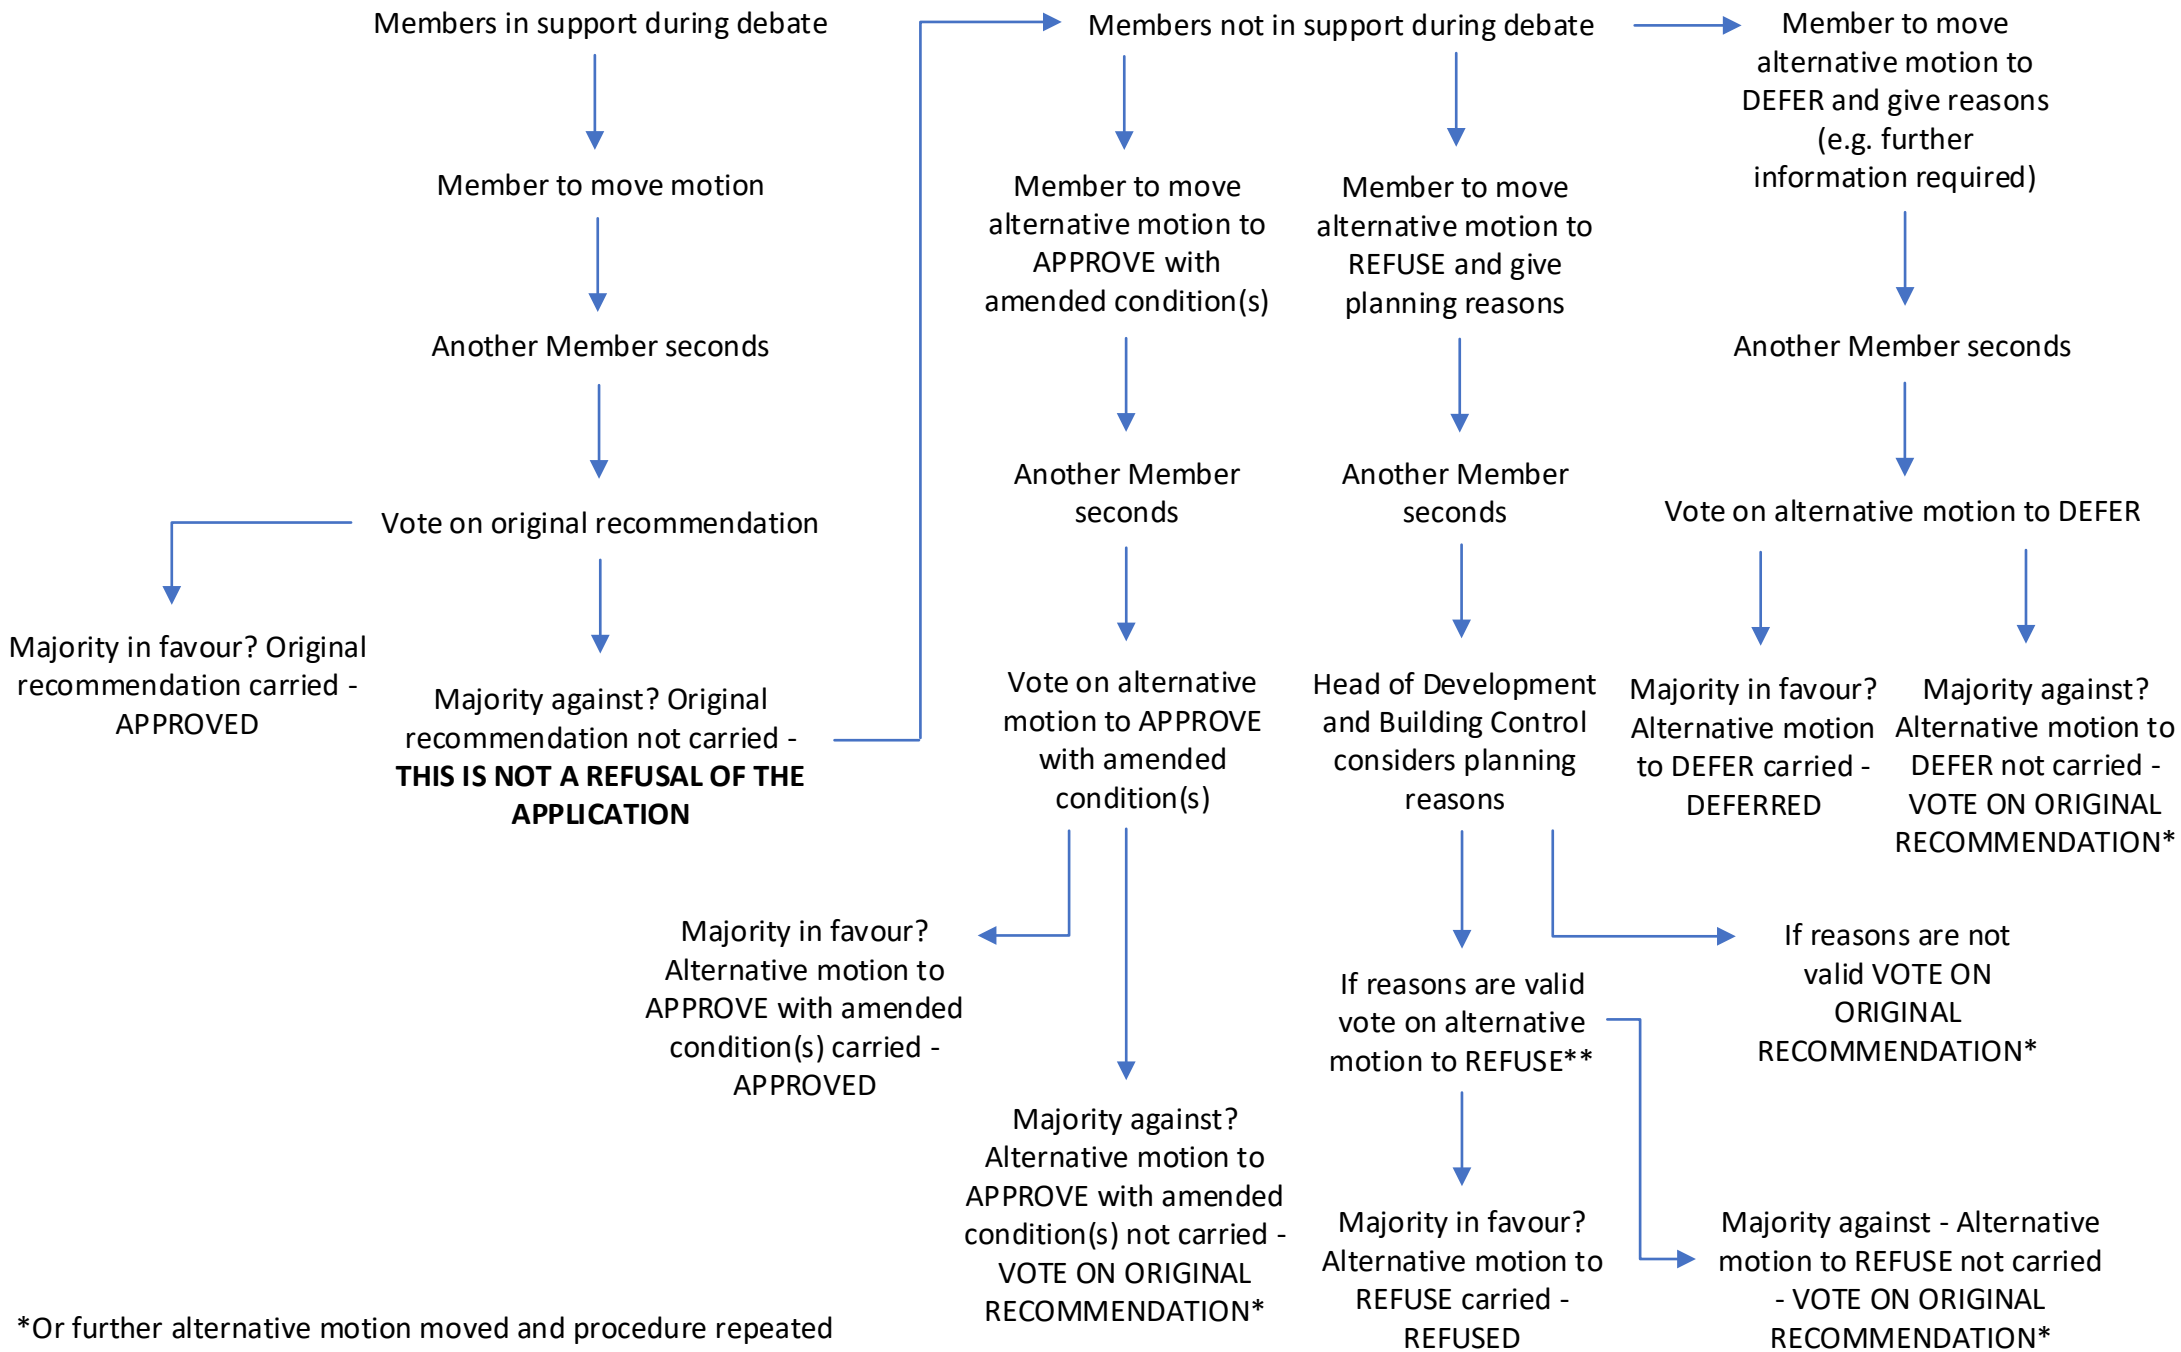 Members in support during debate
Member to move motion
Another Member seconds
Vote on original recommendation
Majority in favour? Original
recommendation carried -
APPROVED
Majority against? Original
recommendation not carried -
THIS IS NOT A REFUSAL OF THE
APPLICATION
Members not in support during debate
Member to move
alternative motion to
APPROVE with
amended condition(s)
Another Member
seconds
Vote on alternative
motion to APPROVE
with amended
condition(s)
Majority in favour?
Alternative motion to
APPROVE with amended
condition(s) carried -
APPROVED
Majority against?
Alternative motion to
APPROVE with amended
condition(s) not carried -
VOTE ON ORIGINAL
RECOMMENDATION*
Member to move
alternative motion to
REFUSE and give
planning reasons
Another Member
seconds
Head of Development
and Building Control
considers planning
reasons
If reasons are valid
vote on alternative
motion to REFUSE**
Majority in favour?
Alternative motion to
REFUSE carried -
REFUSED
If reasons are not
valid VOTE ON
ORIGINAL
RECOMMENDATION*
Majority against - Alternative
motion to REFUSE not carried
- VOTE ON ORIGINAL
RECOMMENDATION*
Member to move
alternative motion to
DEFER and give reasons
(e.g. further
information required)
Another Member seconds
Vote on alternative motion to DEFER
Majority in favour?
Alternative motion
to DEFER carried -
DEFERRED
Majority against?
Alternative motion to
DEFER not carried -
VOTE ON ORIGINAL
RECOMMENDATION*
*Or further alternative motion moved and procedure repeated